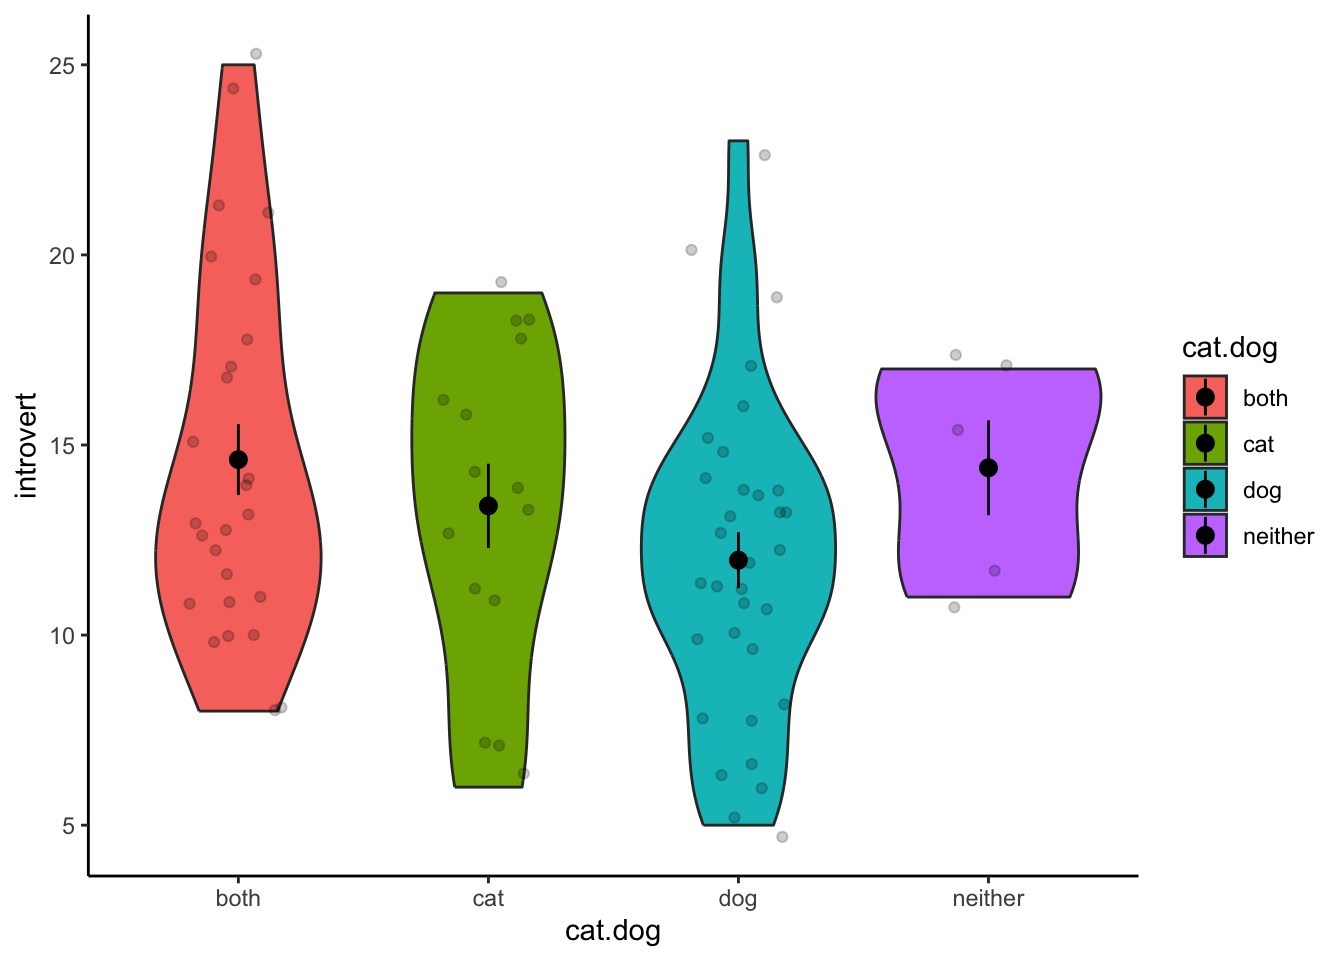 25
20
15
10
5
introvert
both
cat
dog
neither
cat.dog
cat.dog
both
cat
dog
neither